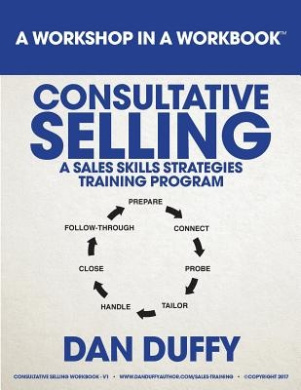 A WORKSHOP IN A WORKBOOK™
CONSULTATIVE
SELLING
A SALES SKILLS STRATEGIES
TRAINING PROGRAM
PREPARE
CONNECT
PROBE
TAILOR
HANDLE
CLOSE
FOLLOW-THROUGH
DAN DUFFY
CONSULTATIVE SELLING WORKBOOK - V1 • WWW.DANDUFFYAUTHOR.COM/SALES-TRAINING • ©COPYRIGHT 2017